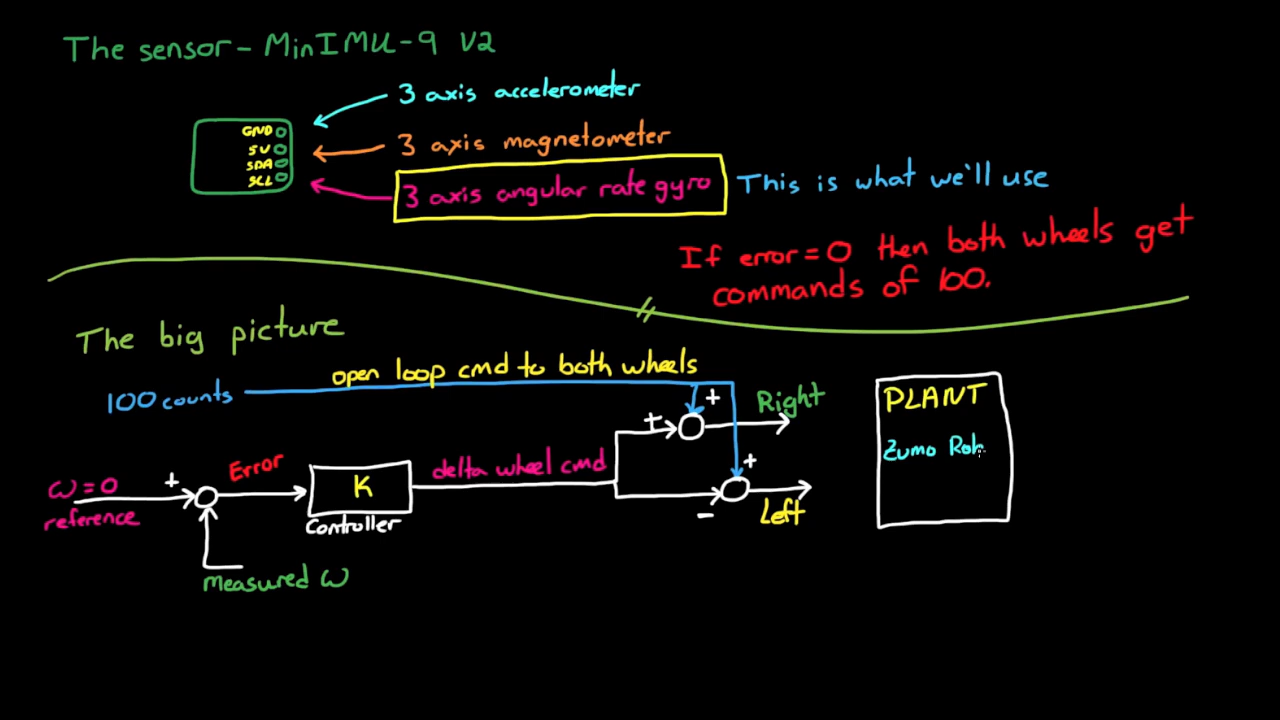 The sensor - MinIMU-9 V2
3 axis accelerometer
GND
5V
SDA
SCL
3 axis magnetometer
3 axis angular rate gyro
This is what we'll use
If error = 0 then both wheels get
commands of 100.
The big picture
open loop cmd to both wheels
100 counts
+
Right
PLANT
+
Zumo Rob
ω = 0
reference
+
Error
K
Controller
delta wheel cmd
+
-
Left
Measured ω